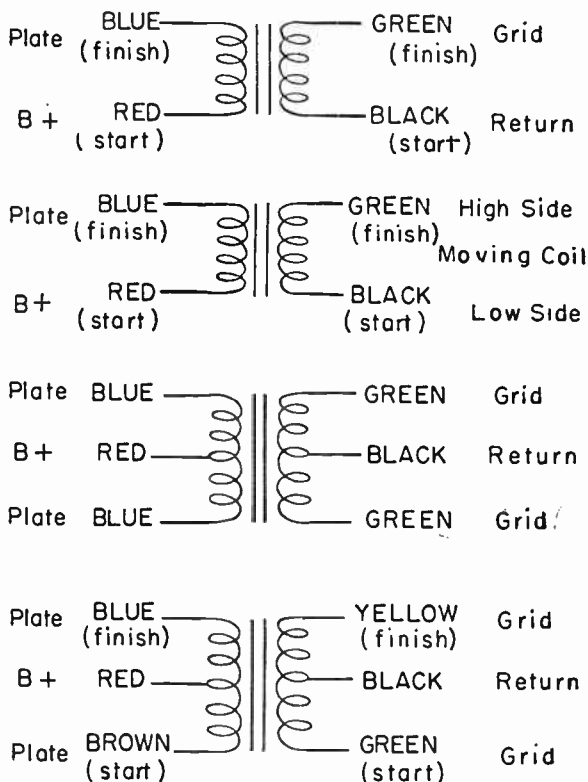 Plate BLUE GREEN Grid
(finish) (finish)
B+ RED BLACK Return
(start) (start)
Plate BLUE GREEN High Side
(finish) (finish)
Moving Coil
B+ RED BLACK Low Side
(start) (start)
Plate BLUE GREEN Grid
B+ RED BLACK Return
Plate BLUE GREEN Grid
Plate BLUE YELLOW Grid
(finish) (finish)
B+ RED BLACK Return
Plate BROWN GREEN Grid
(start) (start)